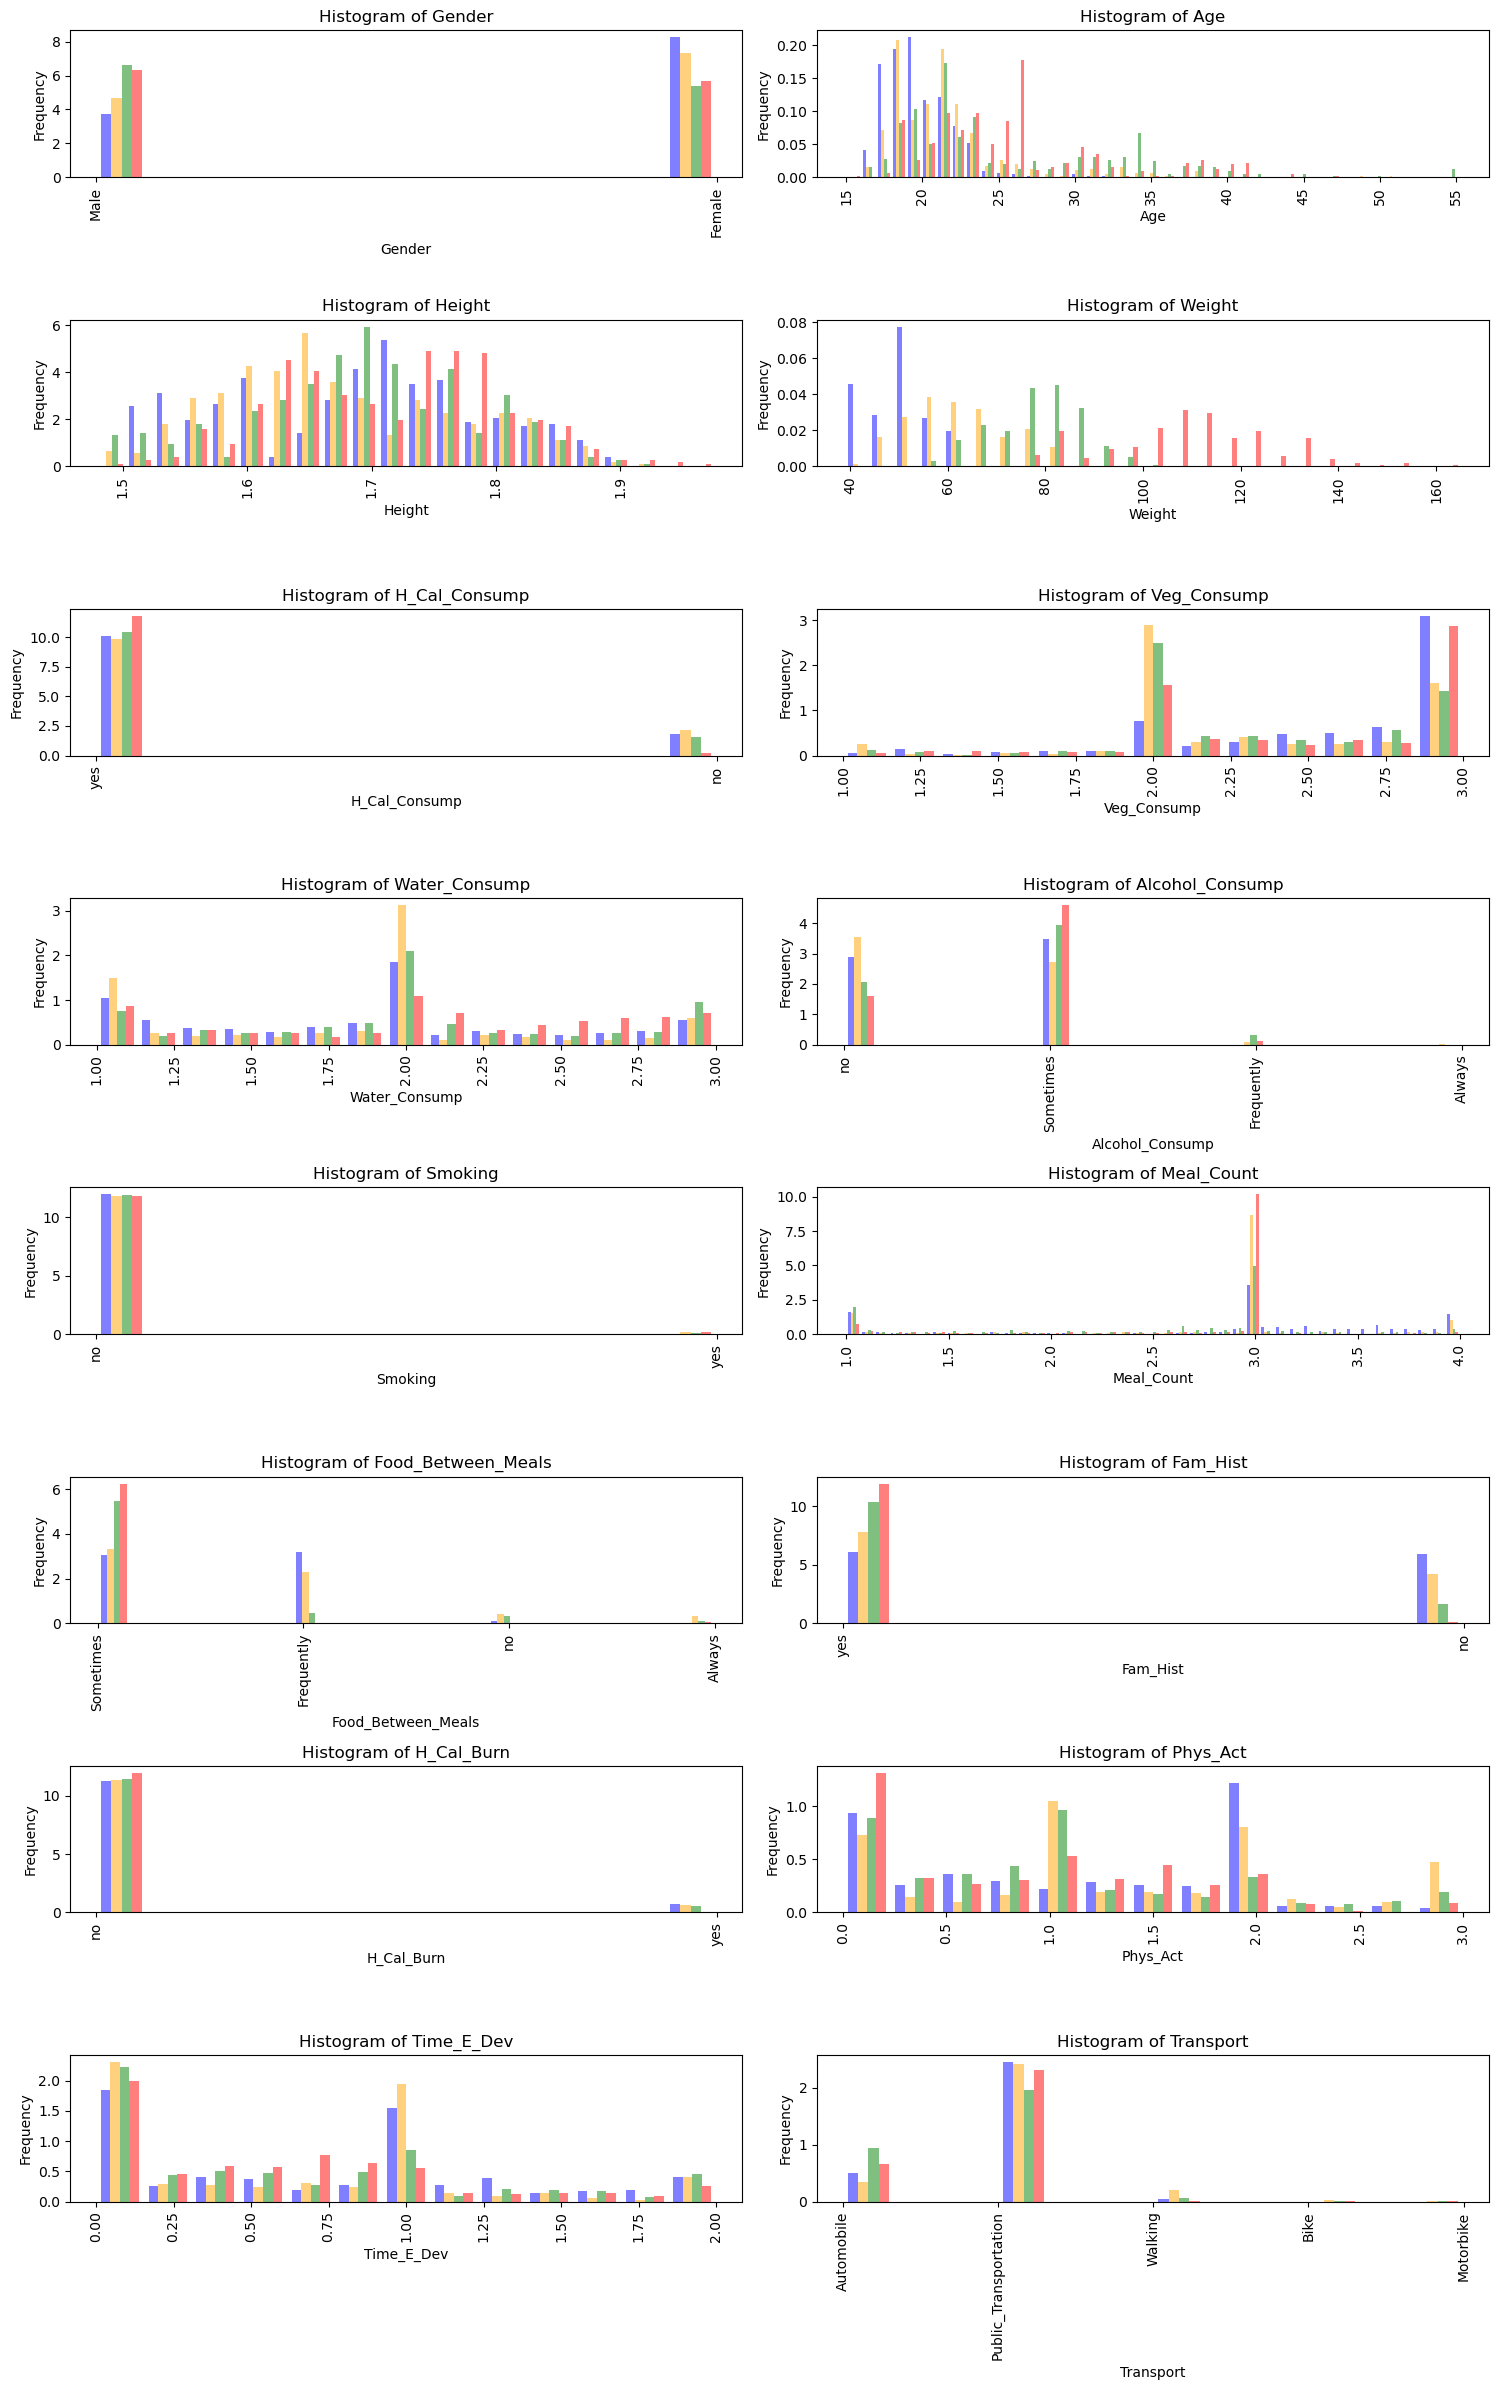 Histogram of Gender
Frequency
8
6
4
2
0
Male
Female
Gender
Histogram of Age
Frequency
0.20
0.15
0.10
0.05
0.00
15
20
25
30
35
40
45
50
55
Age
Histogram of Height
Frequency
6
4
2
0
1.5
1.6
1.7
1.8
1.9
Height
Histogram of Weight
Frequency
0.08
0.06
0.04
0.02
0.00
40
60
80
100
120
140
160
Weight
Histogram of H_Cal_Consump
Frequency
10.0
7.5
5.0
2.5
0.0
yes
no
H_Cal_Consump
Histogram of Veg_Consump
Frequency
3
2
1
0
1.00
1.25
1.50
1.75
2.00
2.25
2.50
2.75
3.00
Veg_Consump
Histogram of Water_Consump
Frequency
3
2
1
0
1.00
1.25
1.50
1.75
2.00
2.25
2.50
2.75
3.00
Water_Consump
Histogram of Alcohol_Consump
Frequency
4
3
2
1
0
no
Sometimes
Frequently
Always
Alcohol_Consump
Histogram of Smoking
Frequency
10
5
0
no
yes
Smoking
Histogram of Meal_Count
Frequency
10.0
7.5
5.0
2.5
0.0
1.0
1.5
2.0
2.5
3.0
3.5
4.0
Meal_Count
Histogram of Food_Between_Meals
Frequency
6
4
2
0
Sometimes
Frequently
no
Always
Food_Between_Meals
Histogram of Fam_Hist
Frequency
10
5
0
yes
no
Fam_Hist
Histogram of H_Cal_Burn
Frequency
10
5
0
no
yes
H_Cal_Burn
Histogram of Phys_Act
Frequency
1.0
0.5
0.0
0.0
0.5
1.0
1.5
2.0
2.5
3.0
Phys_Act
Histogram of Time_E_Dev
Frequency
2.0
1.5
1.0
0.5
0.0
0.00
0.25
0.50
0.75
1.00
1.25
1.50
1.75
2.00
Time_E_Dev
Histogram of Transport
Frequency
2
1
0
Automobile
Public_Transportation
Walking
Bike
Motorbike
Transport